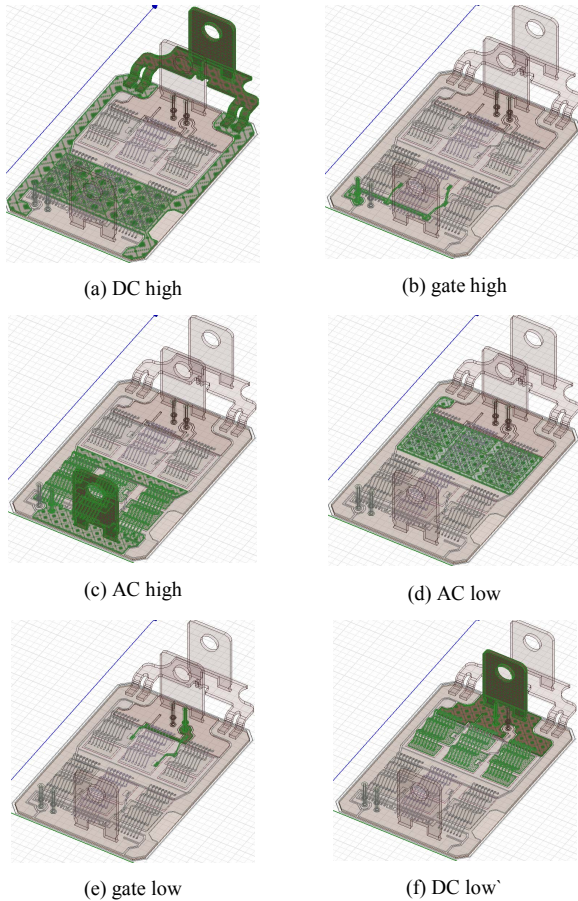 (a) DC high
(b) gate high
(c) AC high
(d) AC low
(e) gate low
(f) DC low`